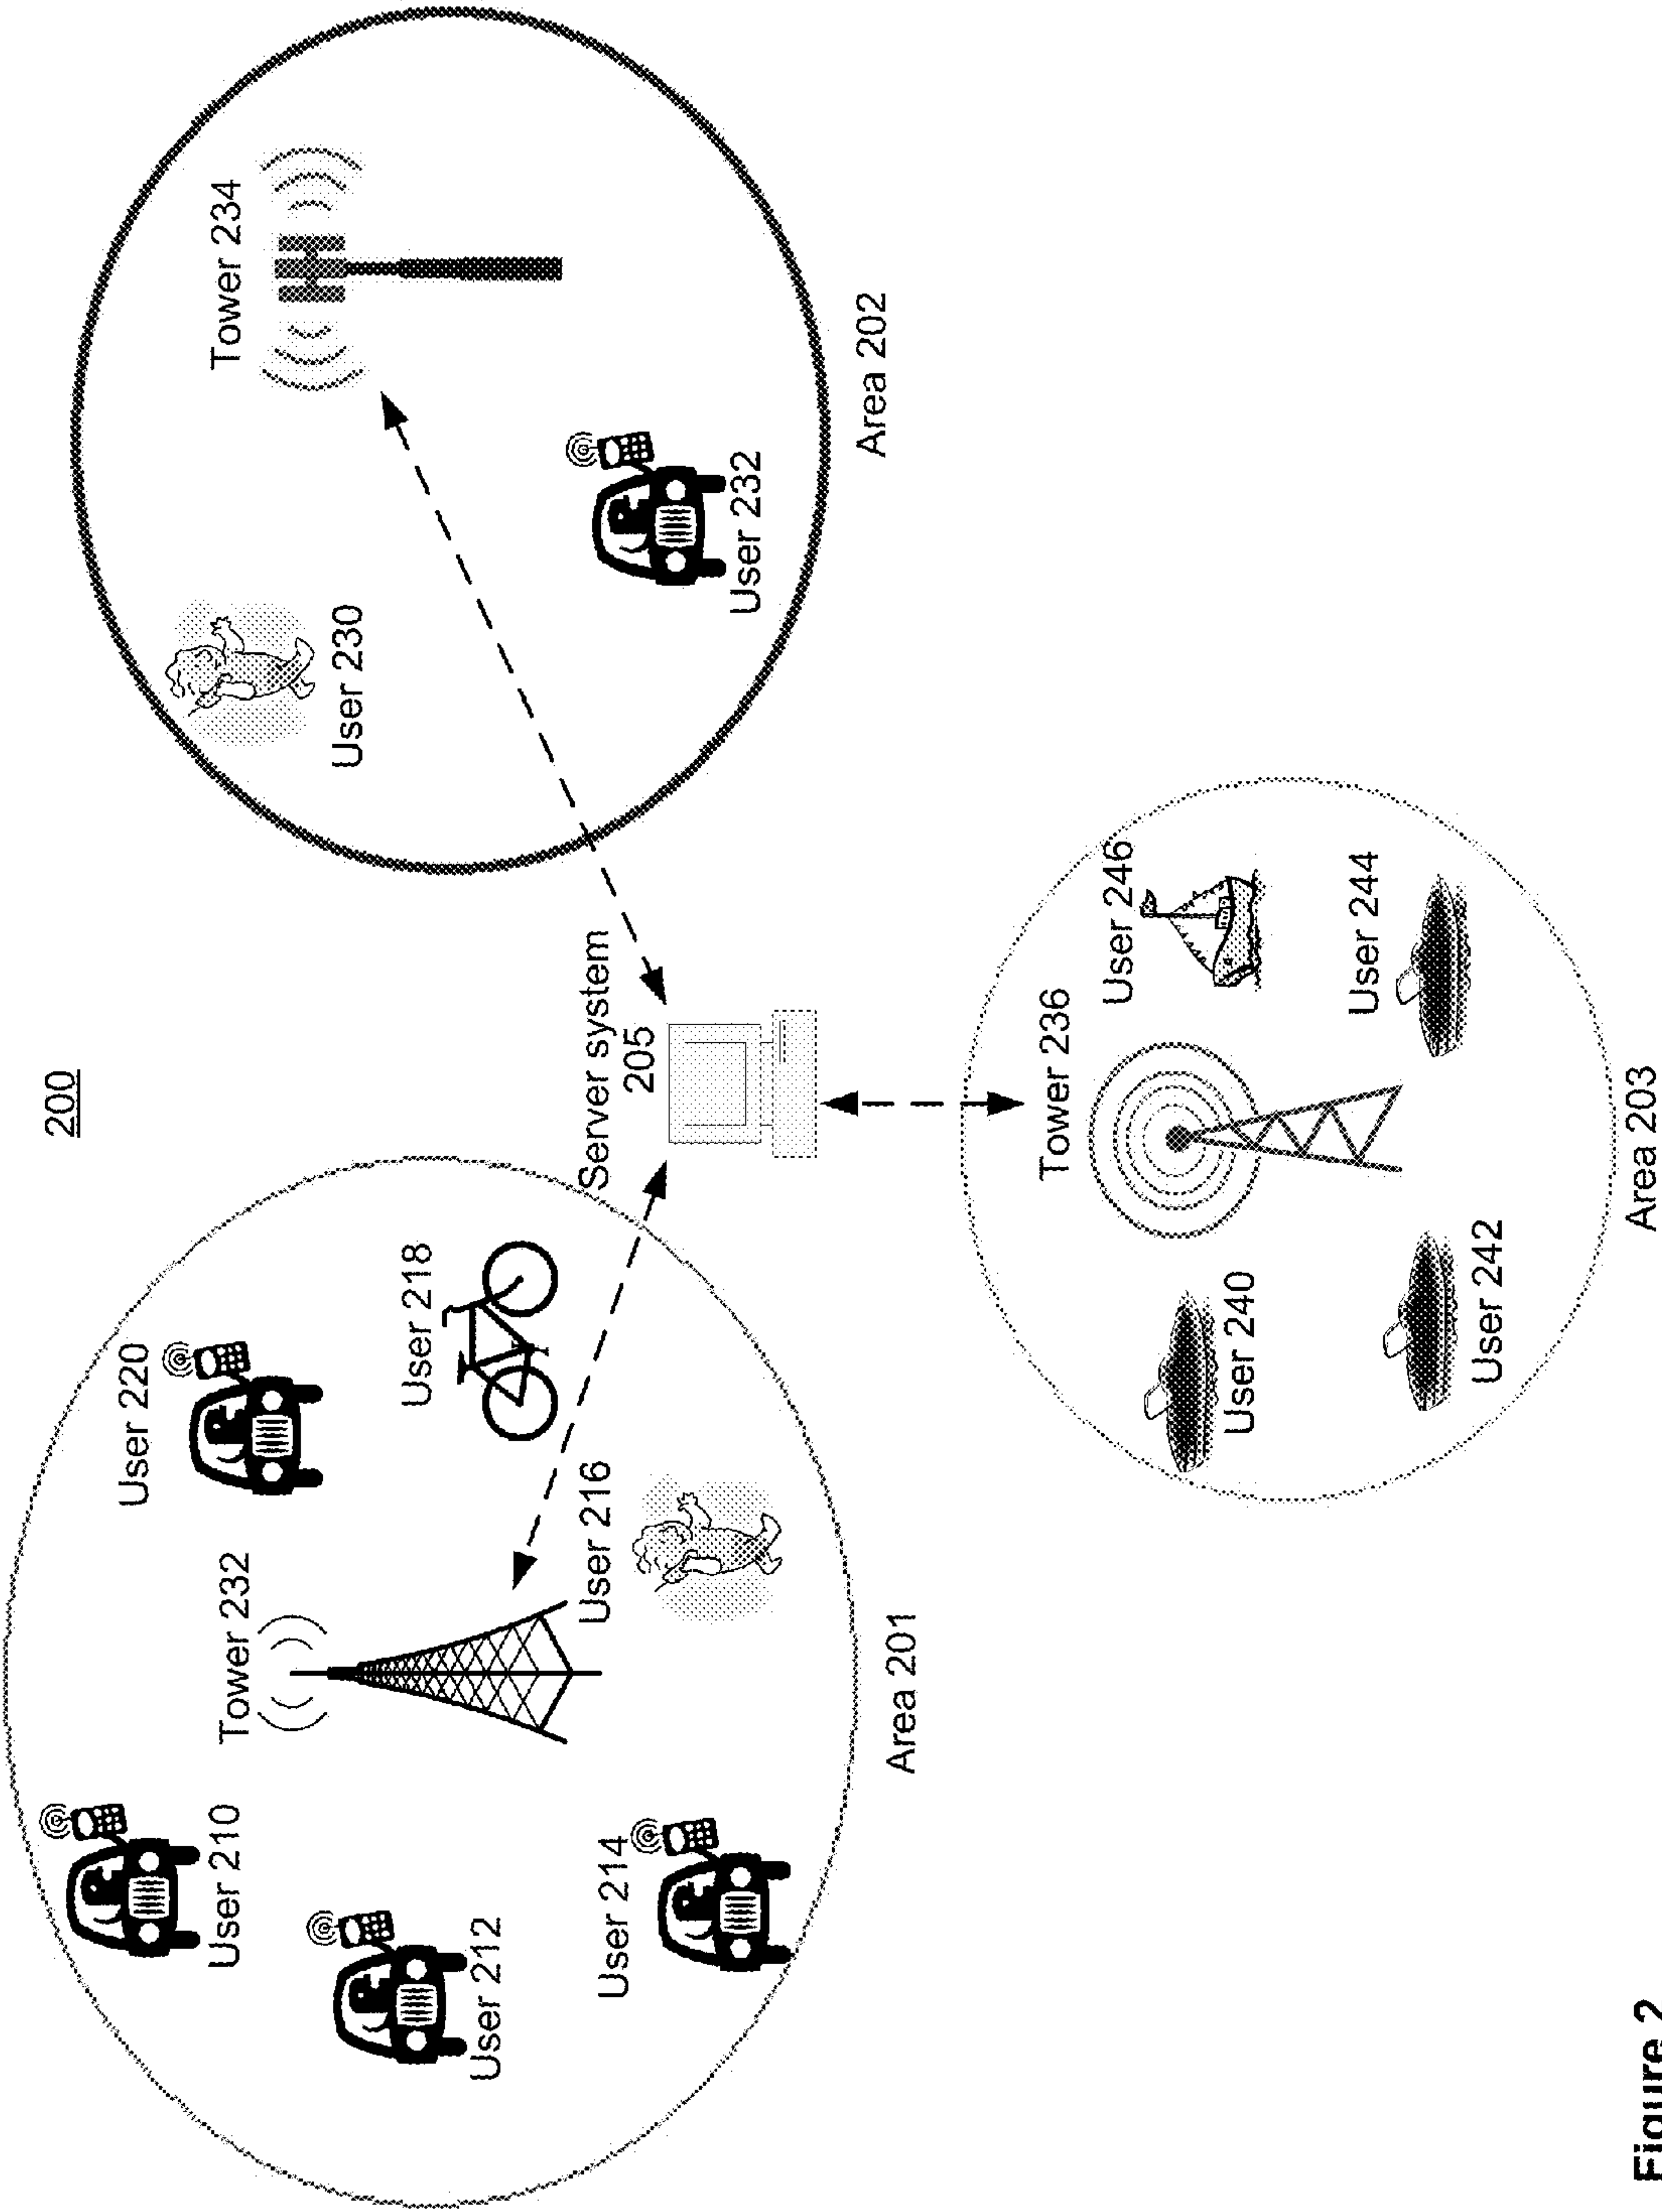 200
User 210
Tower 232
User 220
User 212
User 218
User 214
User 216
Area 201
Server system
205
Tower 234
User 230
User 232
Area 202
Tower 236
User 246
User 240
User 244
User 242
Area 203
Figure 2